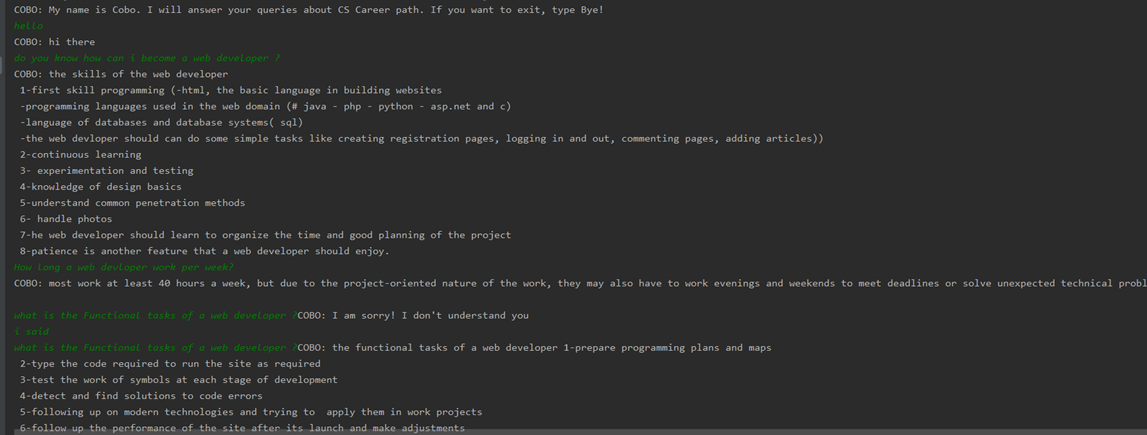 COBO: My name is Cobo. I will answer your queries about CS Career path. If you want to exit, type Bye!
hello
COBO: hi there
do you know how can i become a web developer ?
COBO: the skills of the web developer
1-first skill programming (-html, the basic language in building websites
-programming languages used in the web domain (# java - php - python - asp.net and c)
-language of databases and database systems( sql)
-the web devloper should can do some simple tasks like creating registration pages, logging in and out, commenting pages, adding articles))
2-continuous learning
3- experimentation and testing
4-knowledge of design basics
5-understand common penetration methods
6- handle photos
7-he web developer should learn to organize the time and good planning of the project
8-patience is another feature that a web developer should enjoy.
How long a web devloper work per week?
COBO: most work at least 40 hours a week, but due to the project-oriented nature of the work, they may also have to work evenings and weekends to meet deadlines or solve unexpected technical probl
what is the Functional tasks of a web developer ?COBO: I am sorry! I don't understand you
i said
what is the Functional tasks of a web developer ?COBO: the functional tasks of a web developer 1-prepare programming plans and maps
2-type the code required to run the site as required
3-test the work of symbols at each stage of development
4-detect and find solutions to code errors
5-following up on modern technologies and trying to  apply them in work projects
6-follow up the performance of the site after its launch and make adjustments